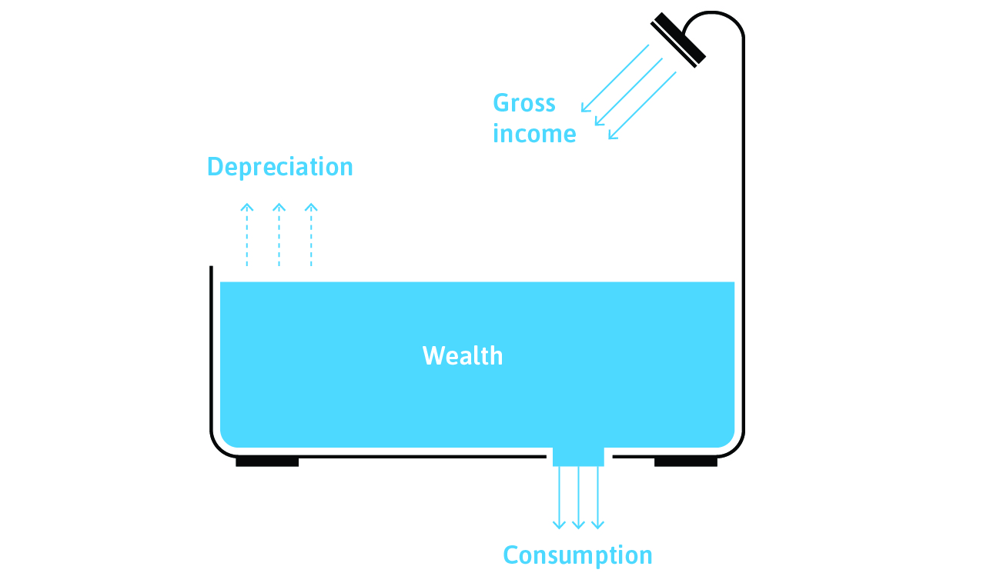 Gross
income
Depreciation
Wealth
Consumption